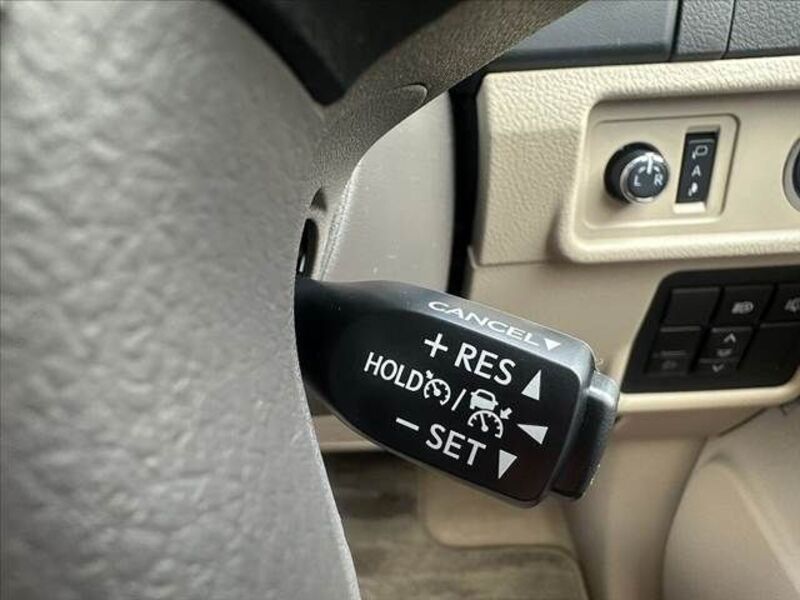 L R
A
CANCEL
+ RES
HOLD /
- SET